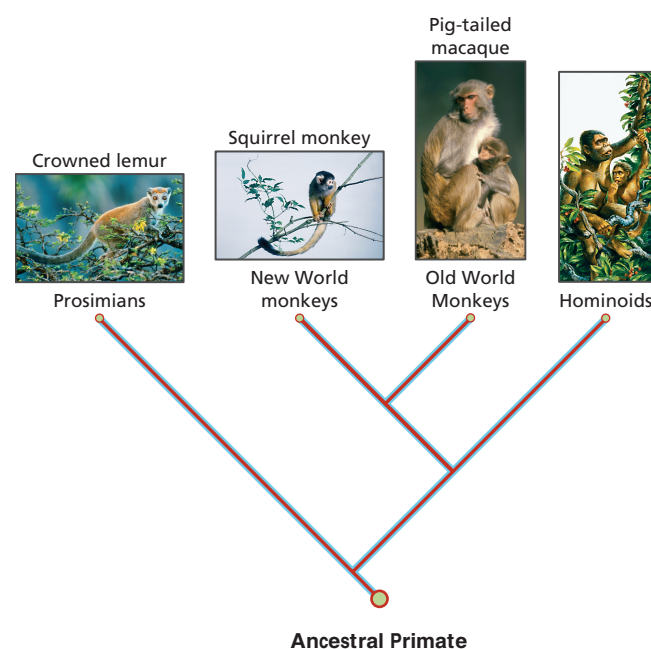 Pig-tailed
macaque
Squirrel monkey
Crowned lemur
Prosimians
New World
monkeys
Old World
Monkeys
Hominoids
Ancestral Primate